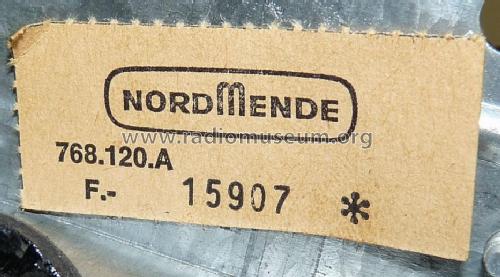 NORDMENDE
www.radiomuseum.org
768.120.A
F.- 15907 *